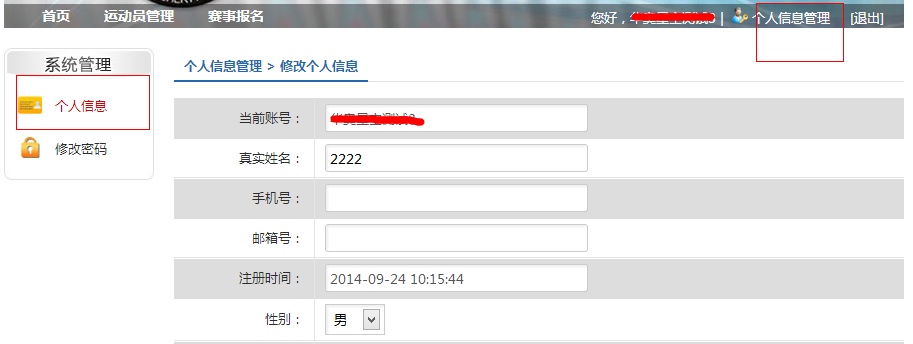 首页 运动员管理 赛事报名 您好， | 个人信息管理 [退出]
系统管理
个人信息
修改密码
个人信息管理 > 修改个人信息
当前账号：
真实姓名： 2222
手机号：
邮箱号：
注册时间： 2014-09-24 10:15:44
性别： 男